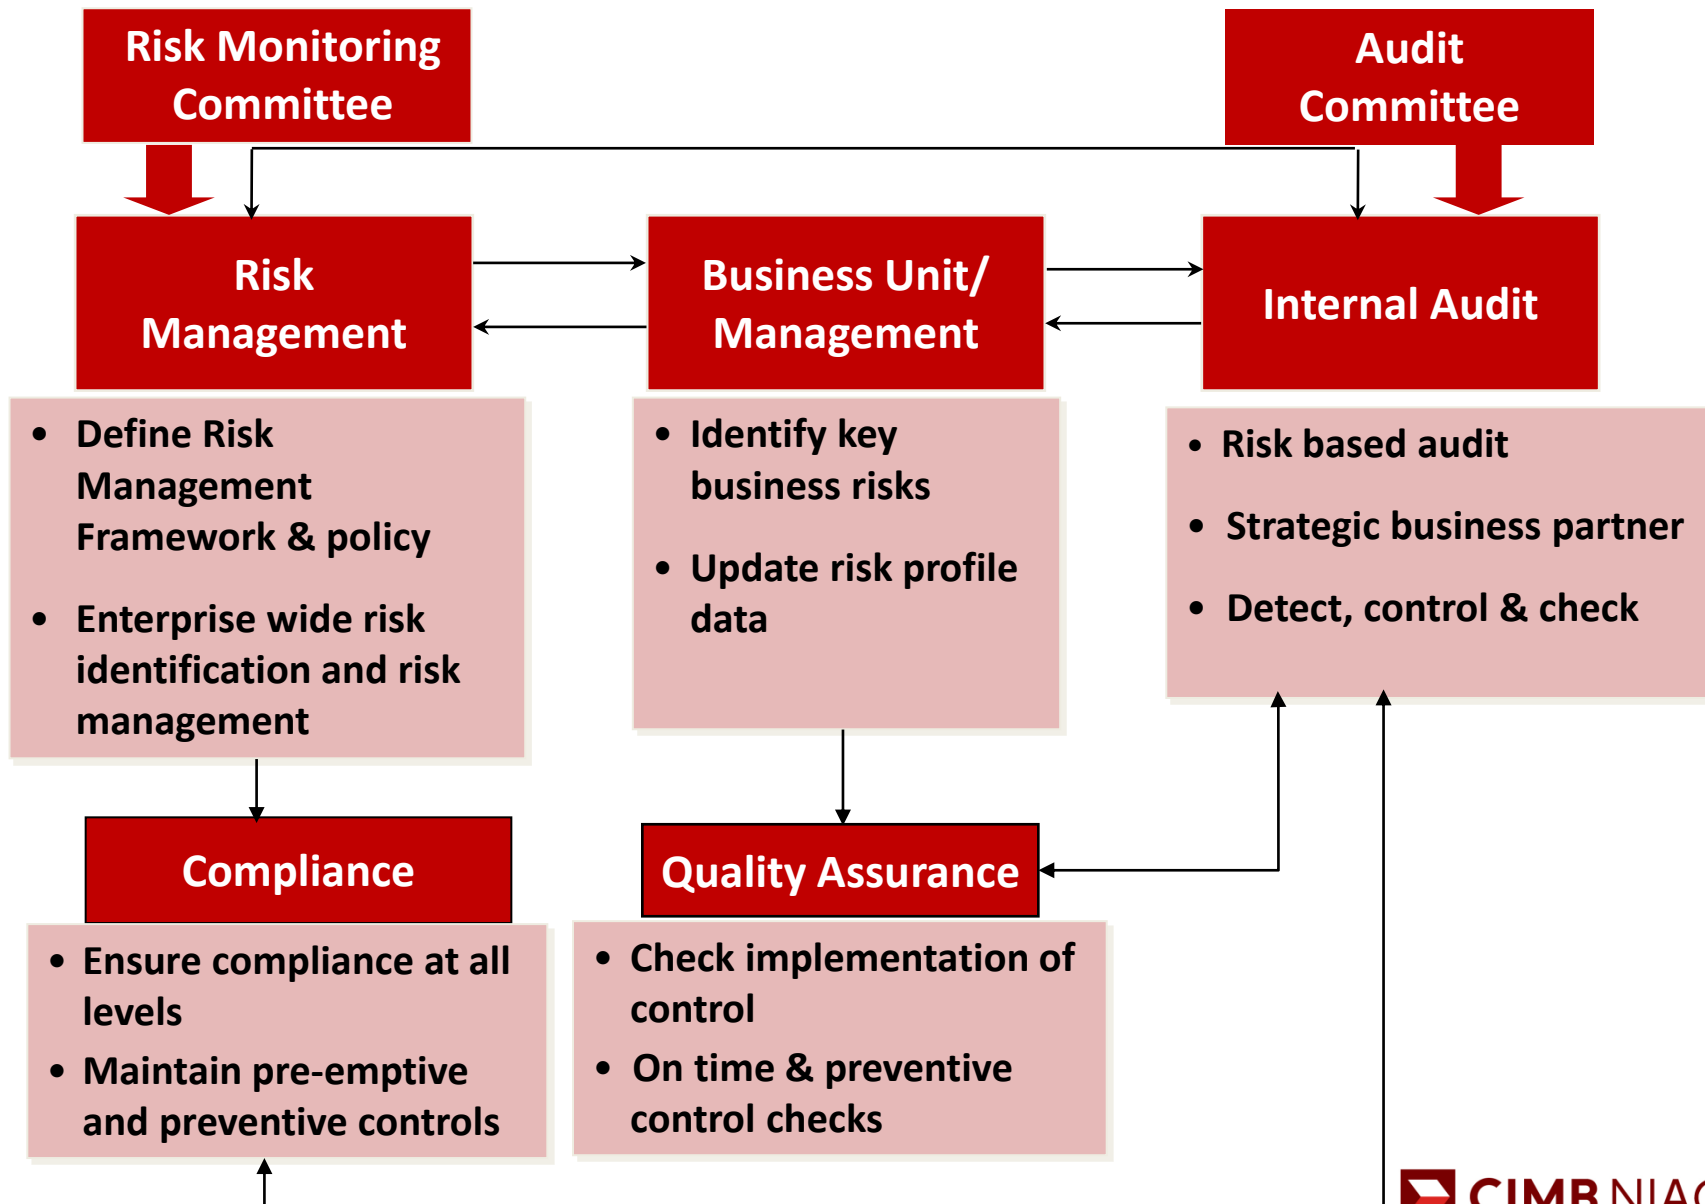 Risk Monitoring
Committee
Audit
Committee
Risk
Management
Business Unit/
Management
Internal Audit
• Define Risk
Management
Framework & policy
• Enterprise wide risk
identification and risk
management
• Identify key
business risks
• Update risk profile
data
• Risk based audit
• Strategic business partner
• Detect, control & check
Compliance
Quality Assurance
• Ensure compliance at all
levels
• Maintain pre-emptive
and preventive controls
• Check implementation of
control
• On time & preventive
control checks
CIMB